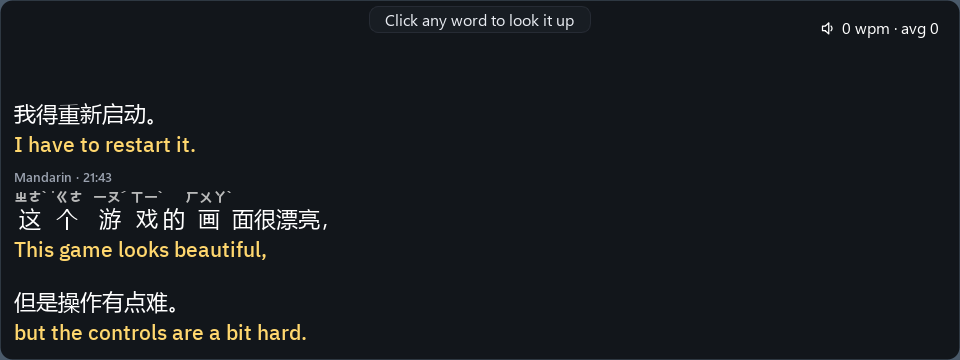 Click any word to look it up
0 wpm · avg 0
我得重新启动。
I have to restart it.
Mandarin · 21:43
ㄓㄜˋ ˙ㄍㄜ ㄧㄡˊ ㄒㄧˋ ㄏㄨㄚˋ
这个游戏的画面很漂亮，
This game looks beautiful,
但是操作有点难。
but the controls are a bit hard.